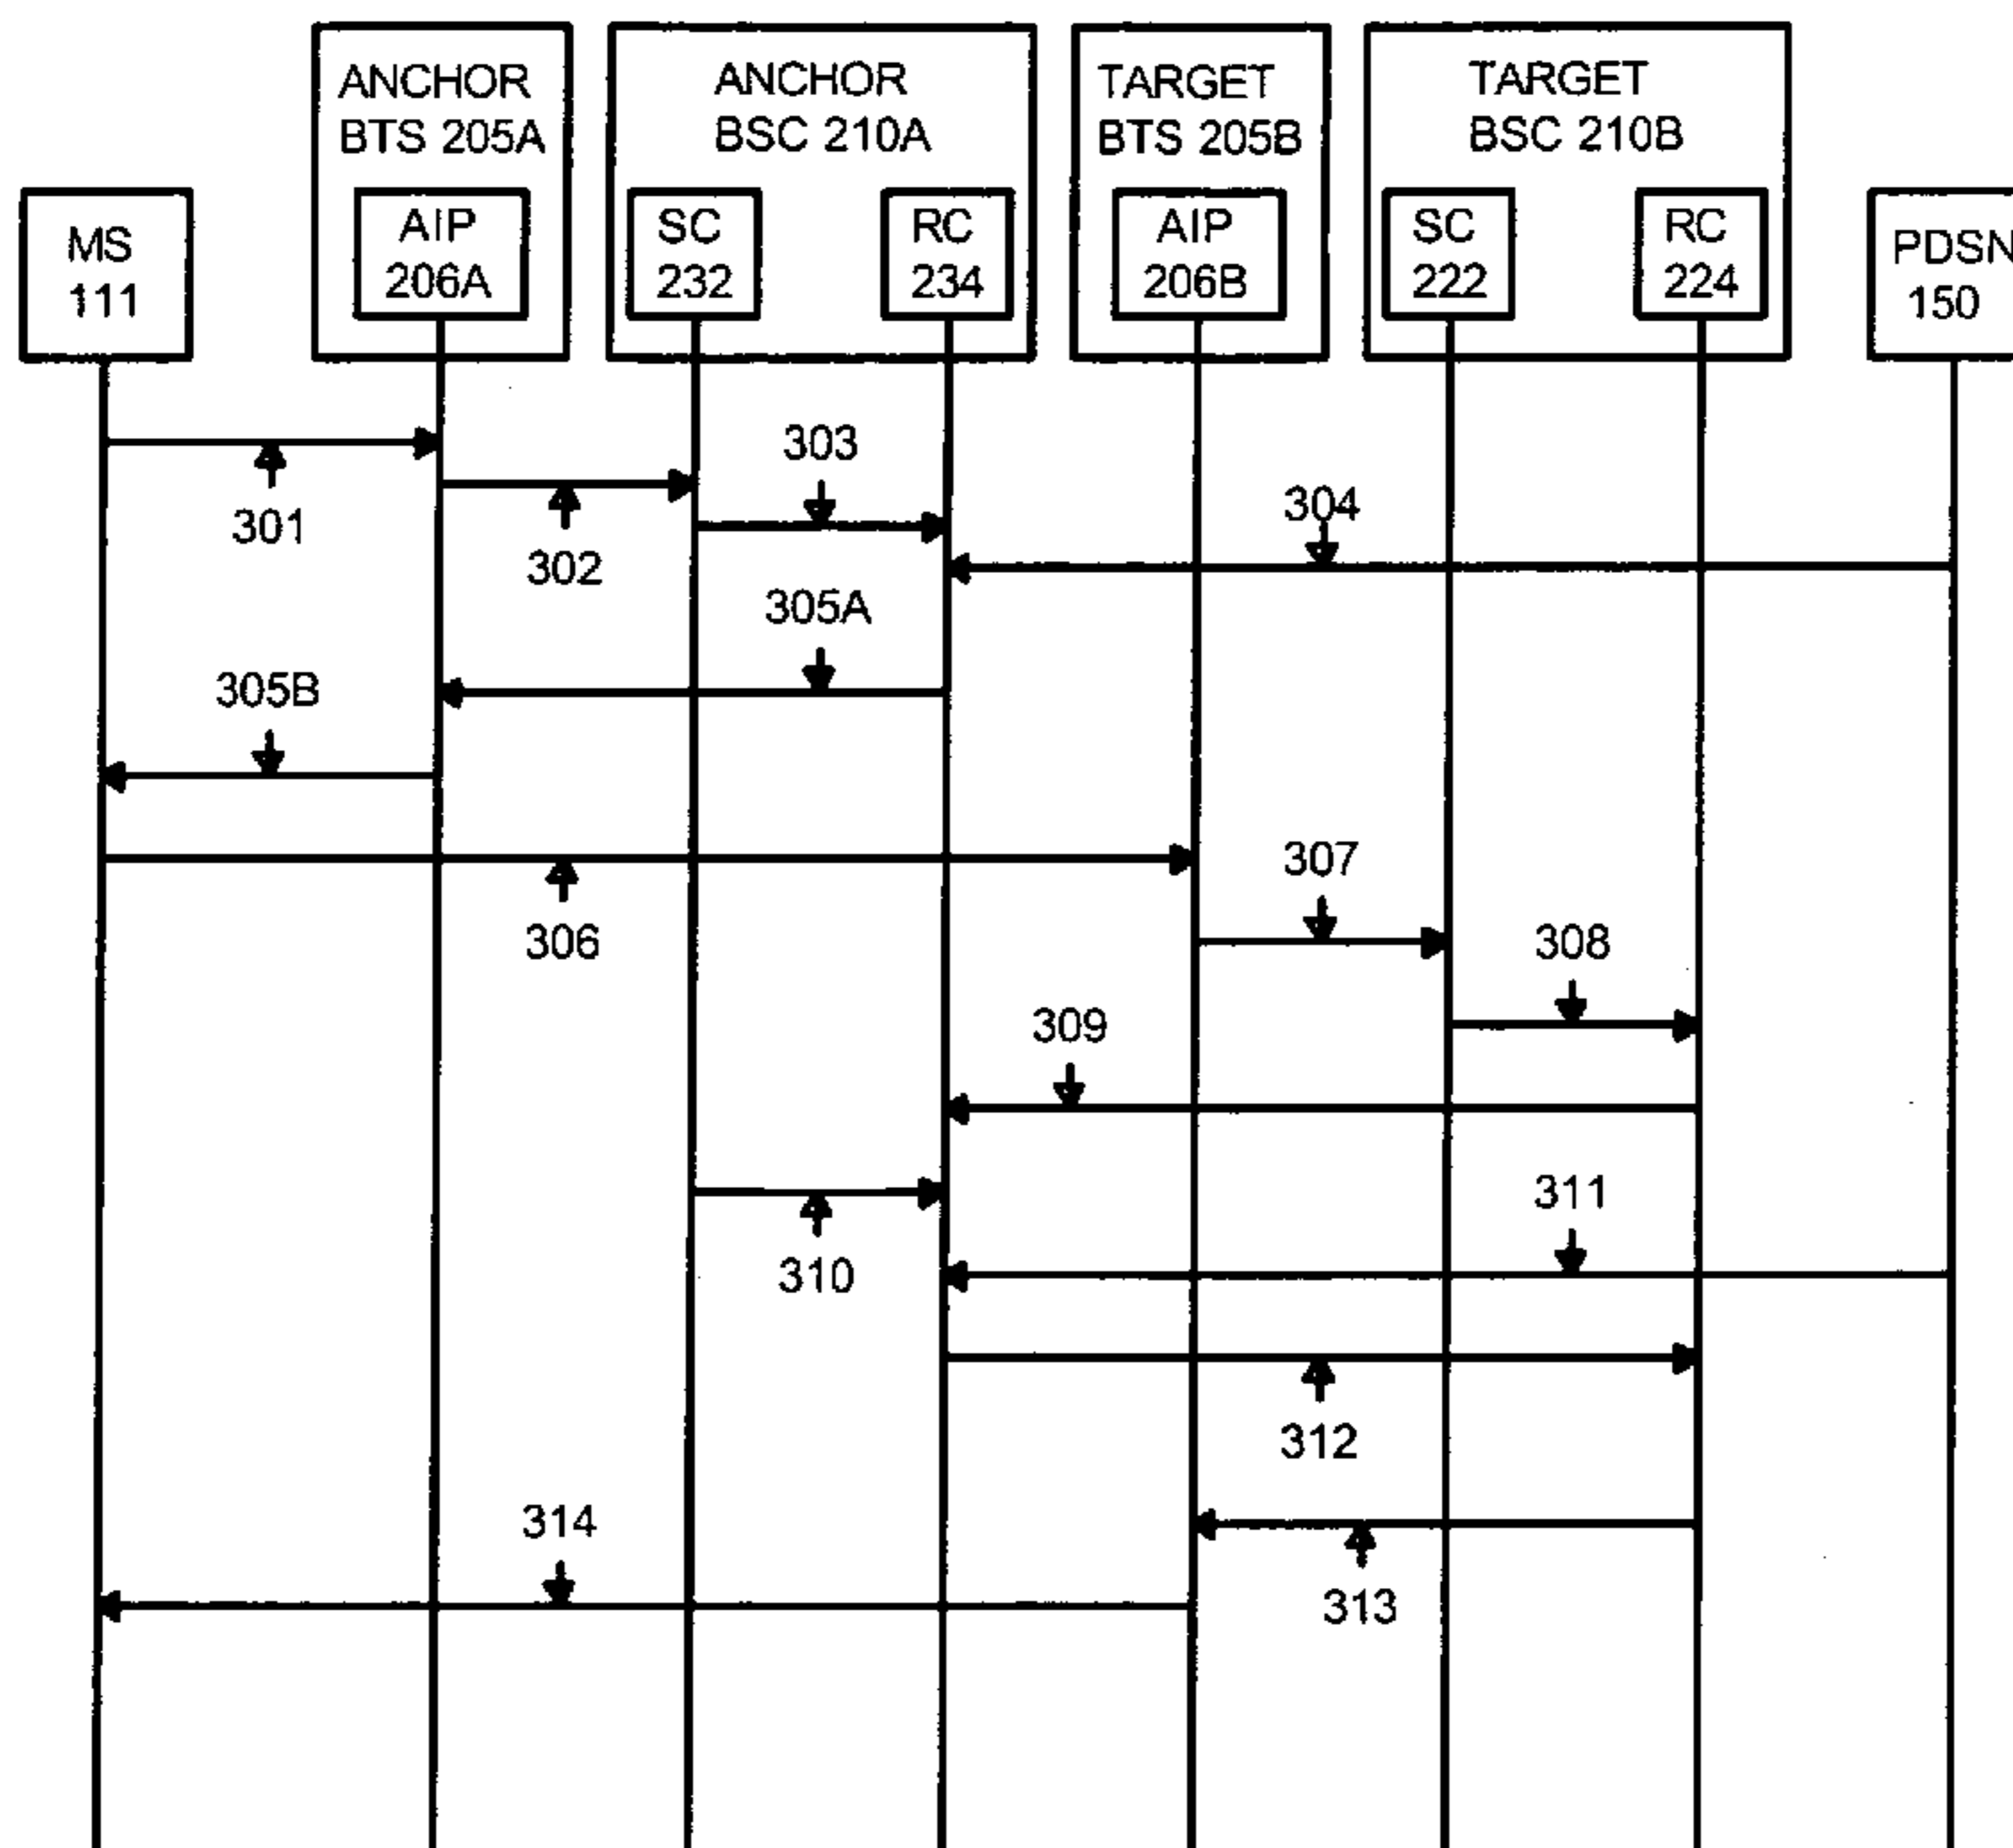 ANCHOR
BTS 205A
ANCHOR
BSC 210A
TARGET
BTS 205B
TARGET
BSC 210B
MS
111
AIP
206A
SC
232
RC
234
AIP
206B
SC
222
RC
224
PDSN
150
301
302
303
304
305A
305B
306
307
308
309
310
311
312
313
314